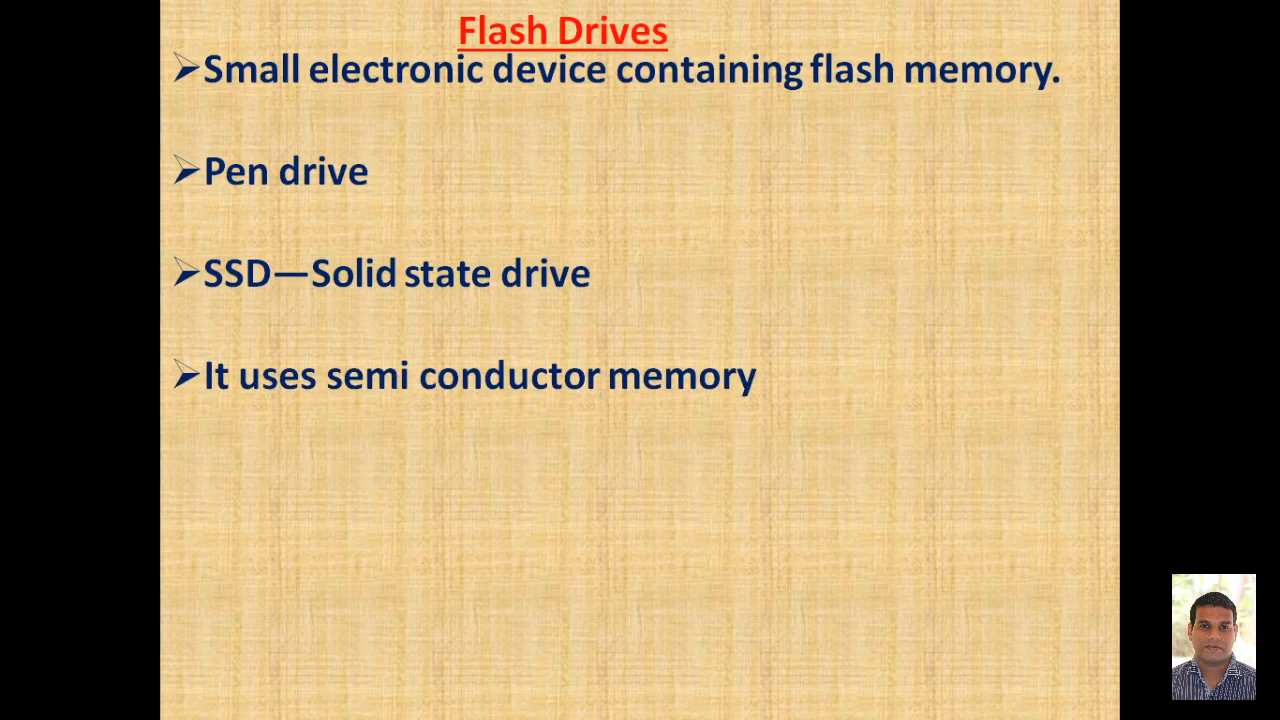 Flash Drives
Small electronic device containing flash memory.
Pen drive
SSD—Solid state drive
It uses semi conductor memory